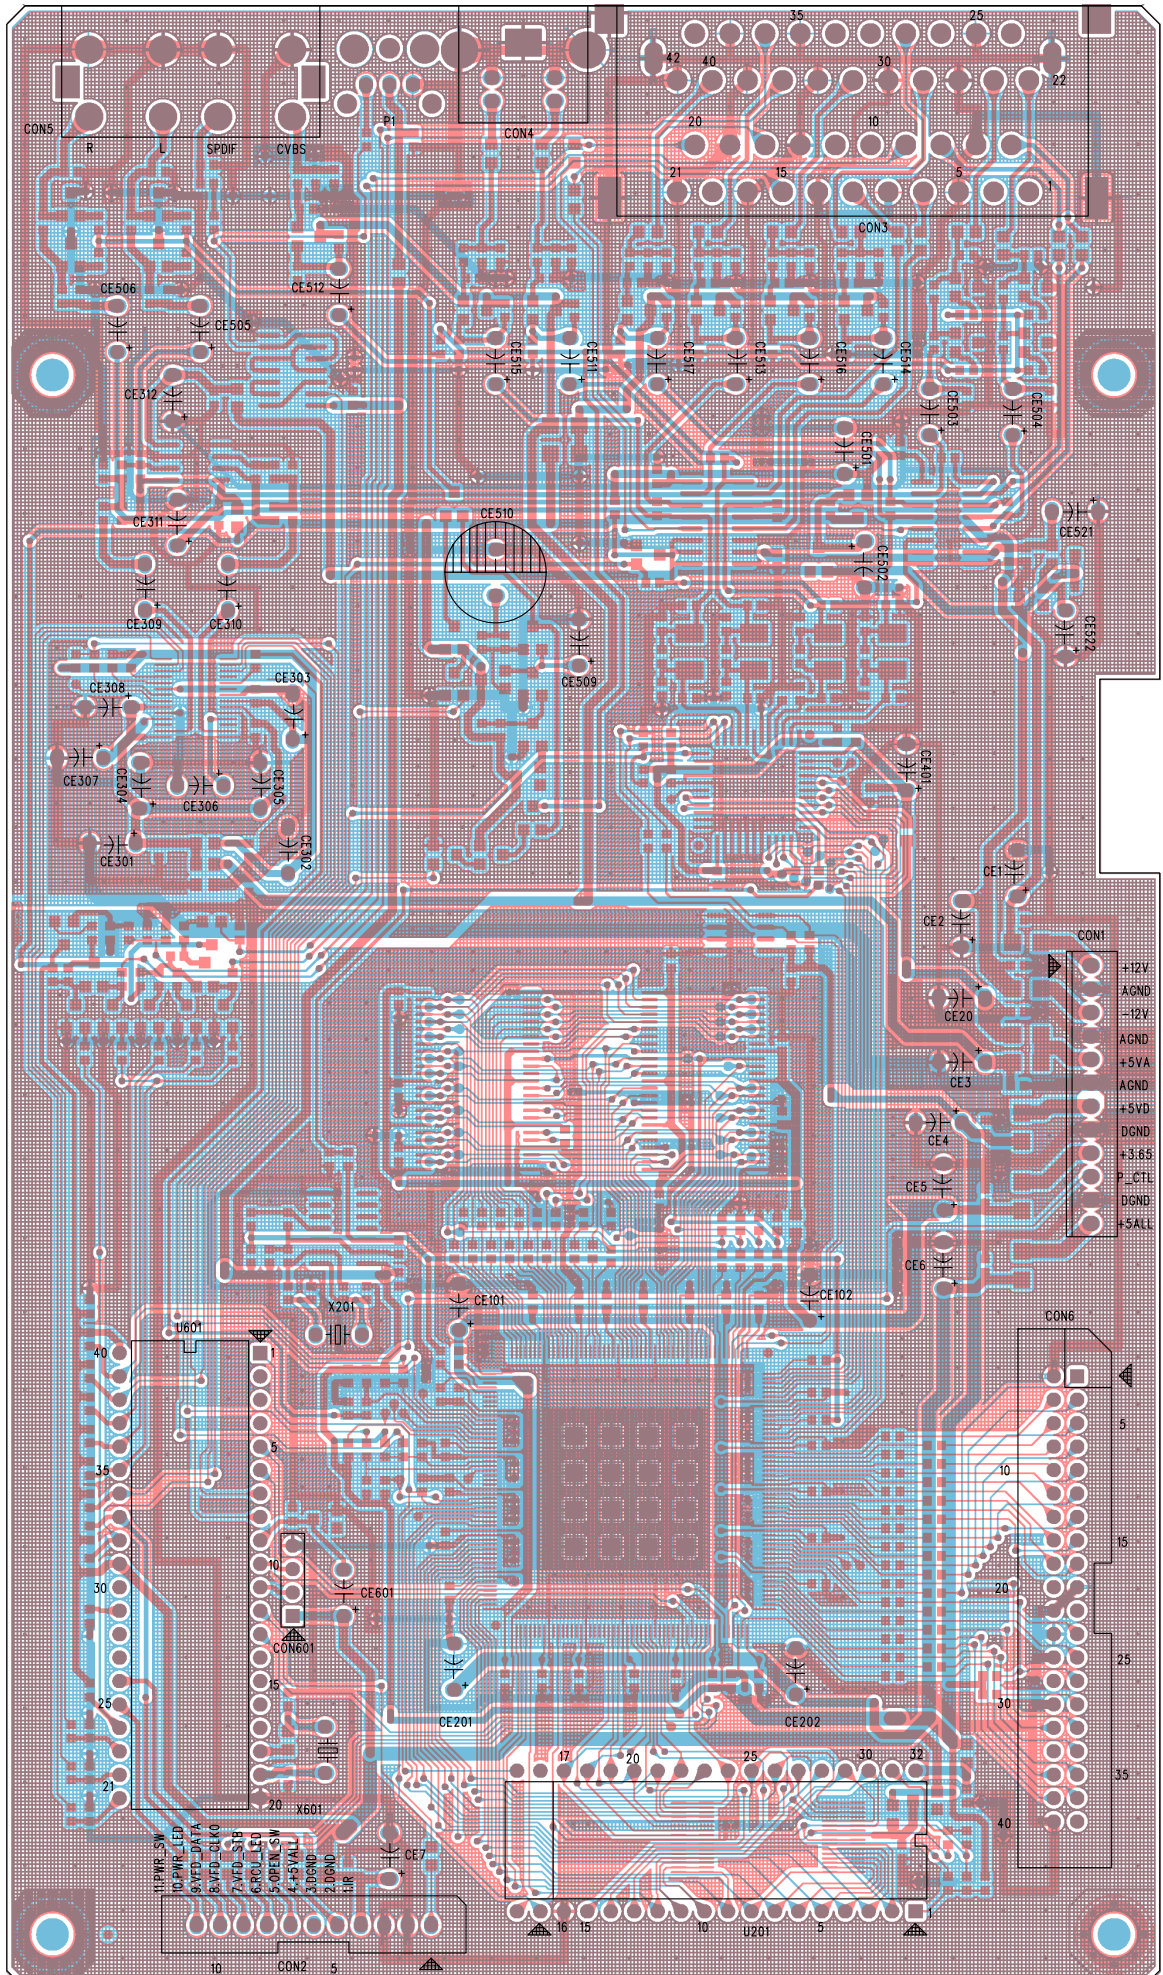 35
25
42
40
30
22
CON5
R
L
SPDIF
CVBS
P1
CON4
20
10
21
15
5
1
CON3
CE506
CE505
CE512
CE515
CE511
CE517
CE513
CE516
CE514
CE312
CE503
CE504
CE501
CE311
CE510
CE521
CE502
CE309
CE310
CE522
CE509
CE308
CE303
CE307
CE304
CE306
CE305
CE401
CE301
CE302
CE1
CE2
CON1
+12V
AGND
CE20
-12V
AGND
+5VA
CE3
AGND
+5VD
CE4
DGND
+3.65
P_CTL
CE5
DGND
+5ALL
CE6
CE101
CE102
X201
U601
CON6
40
1
5
5
35
10
15
10
30
20
CE601
CON601
25
15
25
30
CE201
CE202
17
20
25
30
32
35
21
20
X601
40
11.PWR_SW
10.PWR_LED
9.VFD_DATA
8.VFD_CLK0
7.VFD_STB
6.RCU_LED
5.OPEN_SW
4.+5VALL
3.DGND
2.DGND
1.IR
CE7
16
15
10
U201
5
1
10
CON2
5